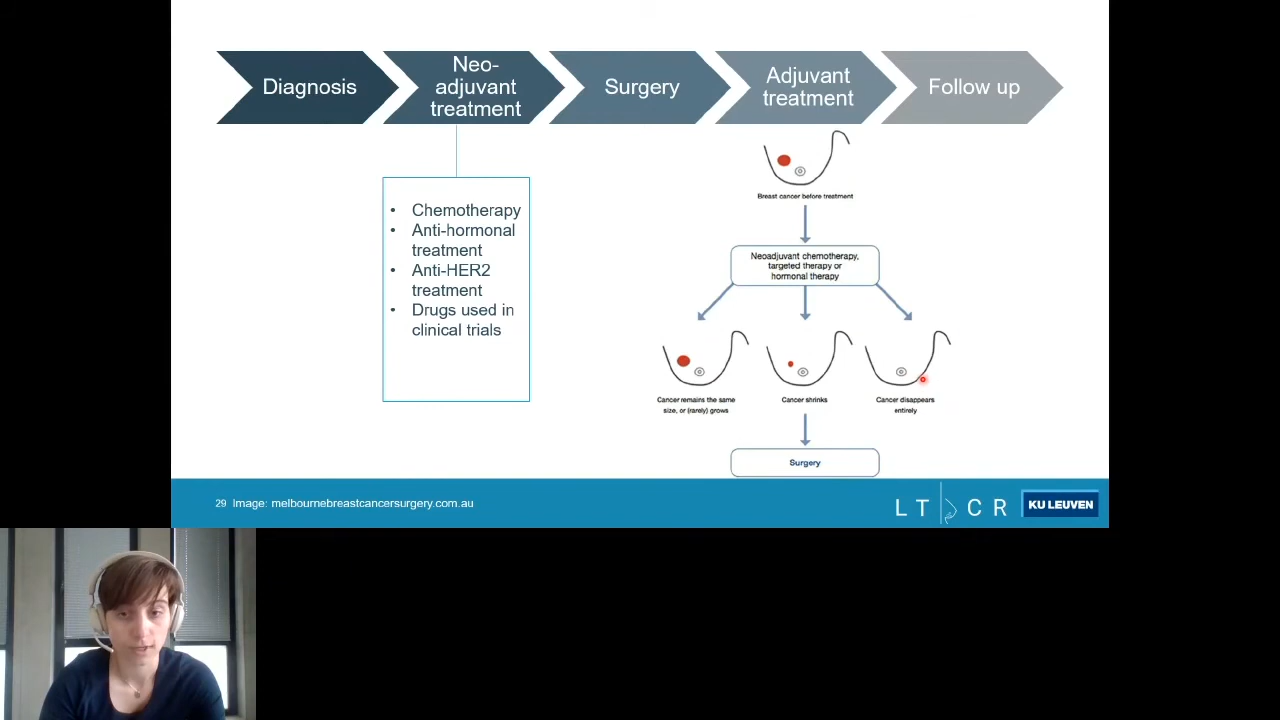 Diagnosis
Neo-
adjuvant
treatment
Surgery
Adjuvant
treatment
Follow up
• Chemotherapy
• Anti-hormonal
treatment
• Anti-HER2
treatment
• Drugs used in
clinical trials
Breast cancer before treatment
Neoadjuvant chemotherapy,
targeted therapy or
hormonal therapy
Cancer remains the same
size, or (rarely) grows
Cancer shrinks
Cancer disappears
entirely
Surgery
29 Image: melbournebreastcancersurgery.com.au
LT CR
KU LEUVEN